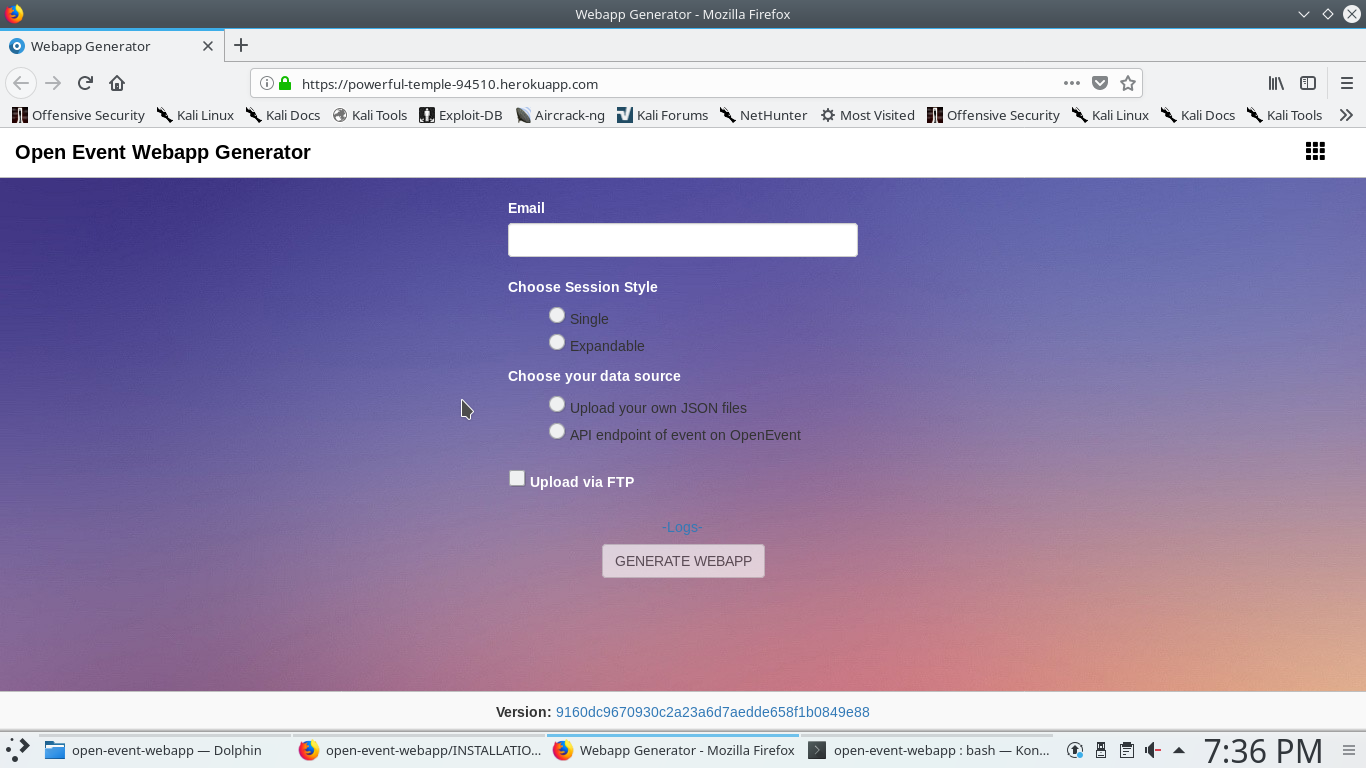 Webapp Generator - Mozilla Firefox
Webapp Generator
https://powerful-temple-94510.herokuapp.com
Offensive Security Kali Linux Kali Docs Kali Tools Exploit-DB Aircrack-ng Kali Forums NetHunter Most Visited Offensive Security Kali Linux Kali Docs Kali Tools
Open Event Webapp Generator
Email
Choose Session Style
Single
Expandable
Choose your data source
Upload your own JSON files
API endpoint of event on OpenEvent
Upload via FTP
-Logs-
GENERATE WEBAPP
Version: 9160dc9670930c2a23a6d7aedde658f1b0849e88
open-event-webapp — Dolphin open-event-webapp/INSTALLATIO... Webapp Generator - Mozilla Firefox open-event-webapp : bash — Kon... 7:36 PM